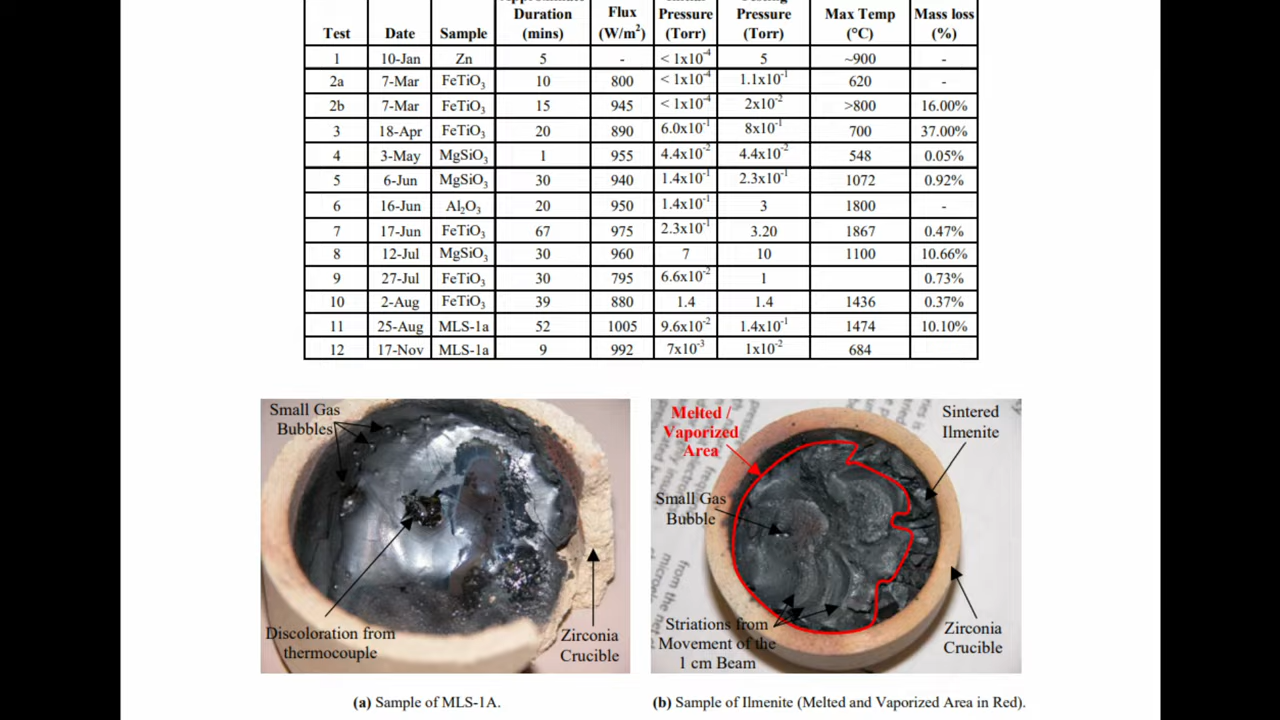 Duration Flux Pressure Pressure Max Temp Mass loss
Test Date Sample (mins) (W/m²) (Torr) (Torr) (°C) (%)
1 10-Jan Zn 5 - < 1x10⁻⁴ 5 ~900 -
2a 7-Mar FeTiO₃ 10 800 < 1x10⁻⁴ 1.1x10⁻¹ 620 -
2b 7-Mar FeTiO₃ 15 945 < 1x10⁻⁴ 2x10⁻² >800 16.00%
3 18-Apr FeTiO₃ 20 890 6.0x10⁻¹ 8x10⁻¹ 700 37.00%
4 3-May MgSiO₃ 1 955 4.4x10⁻² 4.4x10⁻² 548 0.05%
5 6-Jun MgSiO₃ 30 940 1.4x10⁻¹ 2.3x10⁻¹ 1072 0.92%
6 16-Jun Al₂O₃ 20 950 1.4x10⁻¹ 3 1800 -
7 17-Jun FeTiO₃ 67 975 2.3x10⁻¹ 3.20 1867 0.47%
8 12-Jul MgSiO₃ 30 960 7 10 1100 10.66%
9 27-Jul FeTiO₃ 30 795 6.6x10⁻² 1 0.73%
10 2-Aug FeTiO₃ 39 880 1.4 1.4 1436 0.37%
11 25-Aug MLS-1a 52 1005 9.6x10⁻² 1.4x10⁻¹ 1474 10.10%
12 17-Nov MLS-1a 9 992 7x10⁻³ 1x10⁻² 684
Small Gas
Bubbles
Discoloration from
thermocouple
Zirconia
Crucible
Melted /
Vaporized
Area
Sintered
Ilmenite
Small Gas
Bubble
Striations from
Movement of the
1 cm Beam
Zirconia
Crucible
(a) Sample of MLS-1A.
(b) Sample of Ilmenite (Melted and Vaporized Area in Red).